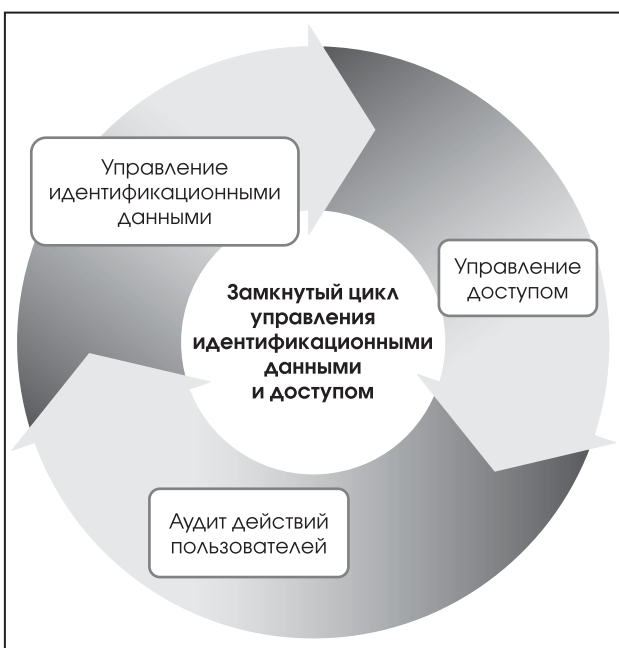 Управление
идентификационными
данными
Управление
доступом
Замкнутый цикл
управления
идентификационными
данными
и доступом
Аудит действий
пользователей